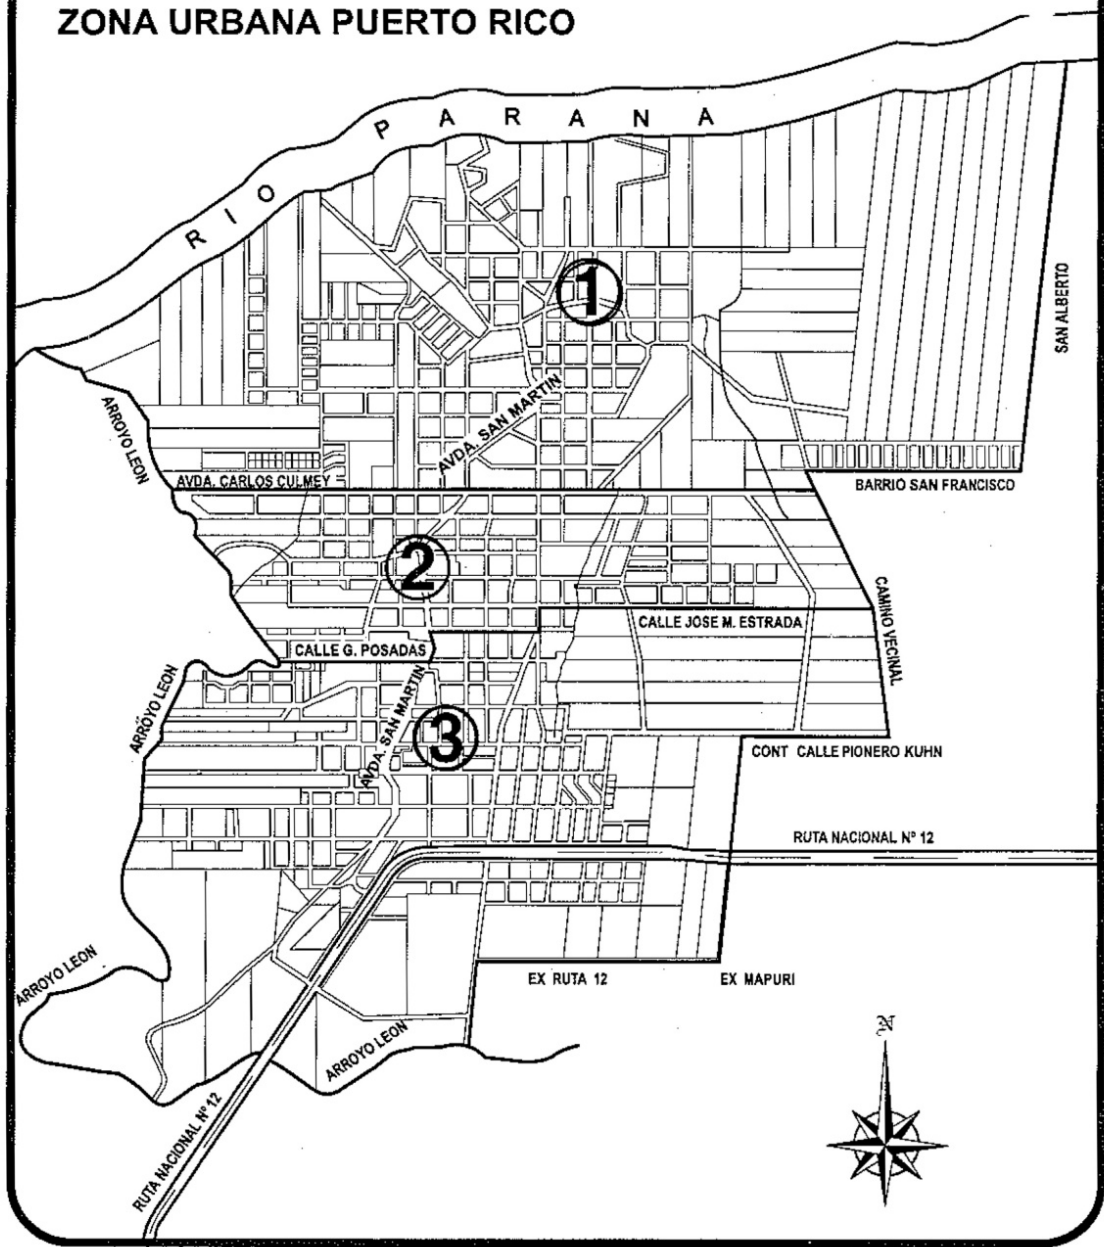 ZONA URBANA PUERTO RICO
RIO PARANA
1
SAN ALBERTO
ARROYO LEON
AVDA. SAN MARTIN
AVDA. CARLOS CULMEY
BARRIO SAN FRANCISCO
2
CAMINO VECINAL
CALLE JOSE M. ESTRADA
CALLE G. POSADAS
ARROYO LEON
AVDA. SAN MARTIN
3
CONT CALLE PIONERO KUHN
RUTA NACIONAL Nº 12
ARROYO LEON
EX RUTA 12
EX MAPURI
ARROYO LEON
N
RUTA NACIONAL Nº 12